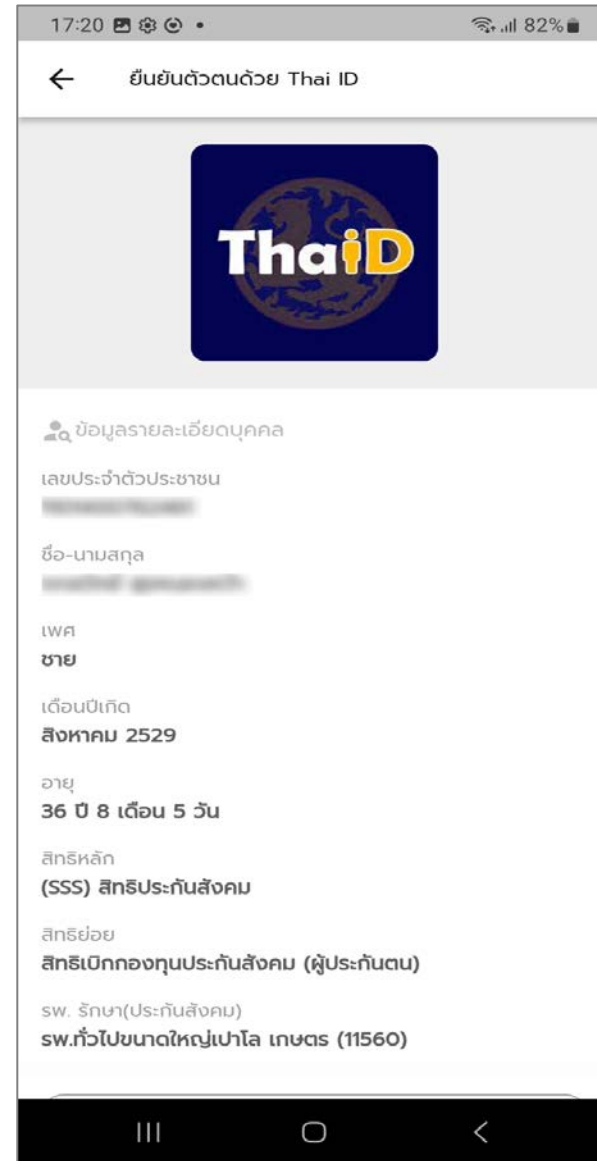 17:20 82%
ยืนยันตัวตนด้วย Thai ID
ThaiD
ข้อมูลรายละเอียดบุคคล
เลขประจำตัวประชาชน
ชื่อ-นามสกุล
เพศ
ชาย
เดือนปีเกิด
สิงหาคม 2529
อายุ
36 ปี 8 เดือน 5 วัน
สิทธิหลัก
(SSS) สิทธิประกันสังคม
สิทธิย่อย
สิทธิเบิกกองทุนประกันสังคม (ผู้ประกันตน)
รพ. รักษา(ประกันสังคม)
รพ.ทั่วไปขนาดใหญ่เปาโล เกษตร (11560)